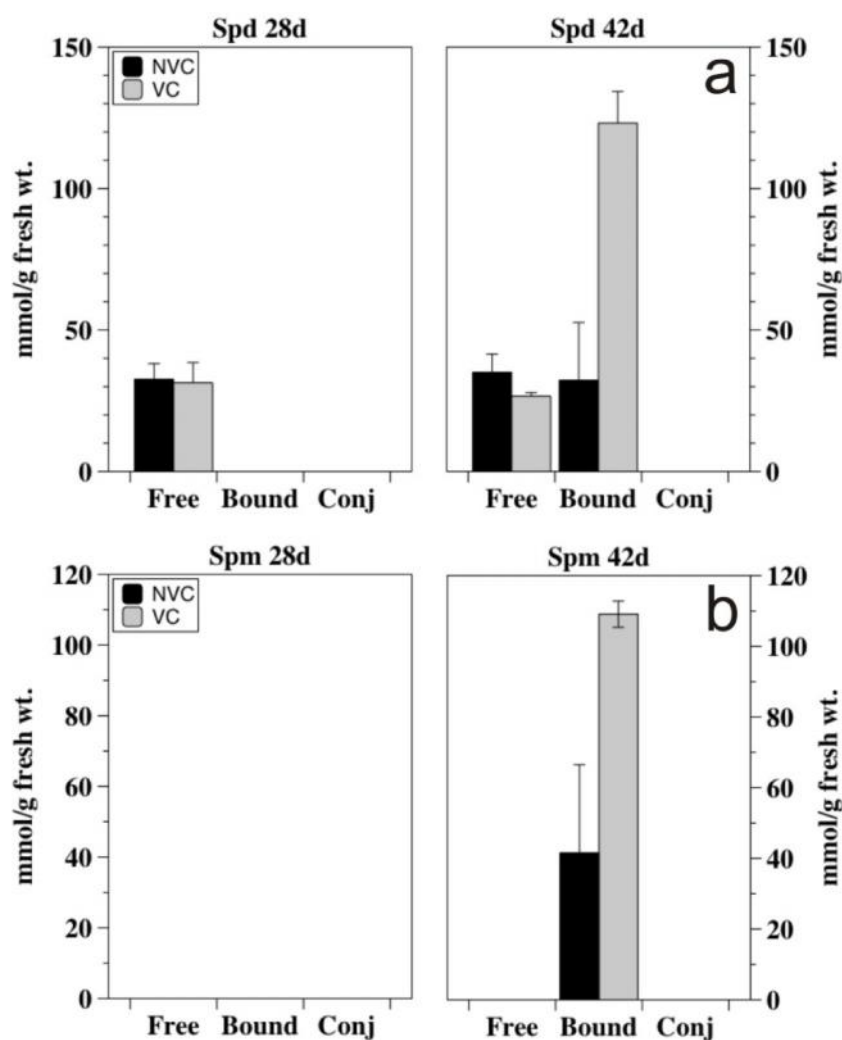 Spd 28d
Spd 42d
150
100
50
0
mmol/g fresh wt.
NVC
VC
Free Bound Conj
a
150
100
50
0
mmol/g fresh wt.
Free Bound Conj
Spm 28d
Spm 42d
120
100
80
60
40
20
0
mmol/g fresh wt.
NVC
VC
Free Bound Conj
b
120
100
80
60
40
20
0
mmol/g fresh wt.
Free Bound Conj